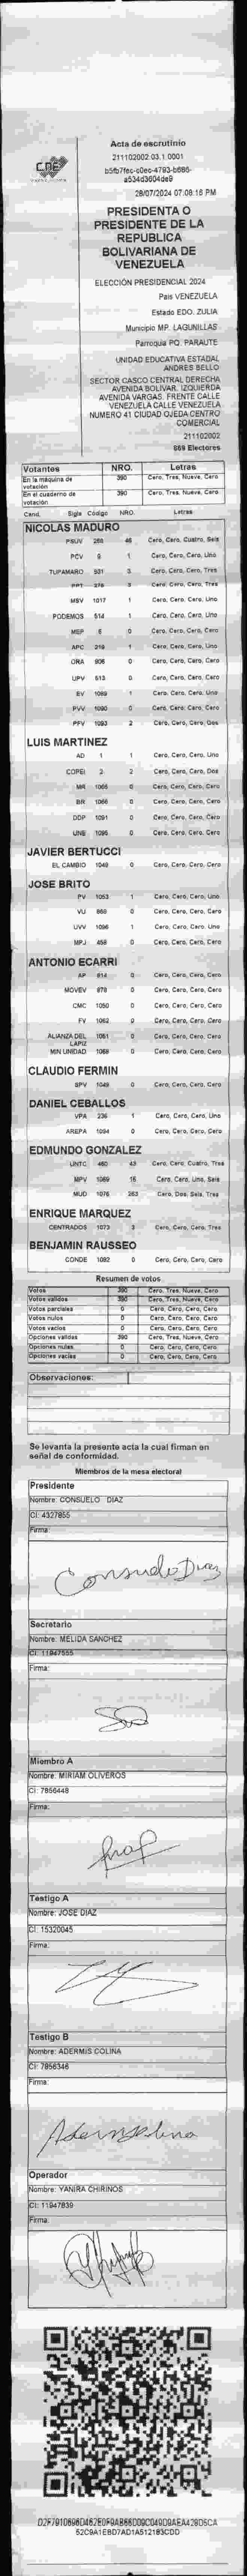 CNE
Acta de escrutinio
211102002.03.1.0001
b5fb7fec-c0ec-4793-b686-
a534d3604de9
28/07/2024 07:08:16 PM
PRESIDENTA O
PRESIDENTE DE LA
REPUBLICA
BOLIVARIANA DE
VENEZUELA
ELECCIÓN PRESIDENCIAL 2024
Pais VENEZUELA
Estado EDO. ZULIA
Municipio MP. LAGUNILLAS
Parroquia PQ. PARAUTE
UNIDAD EDUCATIVA ESTADAL
ANDRES BELLO
SECTOR CASCO CENTRAL DERECHA
AVENIDA BOLIVAR. IZQUIERDA
AVENIDA VARGAS. FRENTE CALLE
VENEZUELA CALLE VENEZUELA
NUMERO 41 CIUDAD OJEDA CENTRO
COMERCIAL
211102002
869 Electores
Votantes NRO. Letras
En la máquina de votación 390 Cero, Tres, Nueve, Cero
En el cuaderno de votación 390 Cero, Tres, Nueve, Cero
Cand. Sigla Código NRO. Letras
NICOLAS MADURO
PSUV 268 46 Cero, Cero, Cuatro, Seis
PCV 9 1 Cero, Cero, Cero, Uno
TUPAMARO 931 3 Cero, Cero, Cero, Tres
PPT 376 3 Cero, Cero, Cero, Tres
MSV 1017 1 Cero, Cero, Cero, Uno
PODEMOS 514 1 Cero, Cero, Cero, Uno
MEP 6 0 Cero, Cero, Cero, Cero
APC 219 1 Cero, Cero, Cero, Uno
ORA 906 0 Cero, Cero, Cero, Cero
UPV 513 0 Cero, Cero, Cero, Cero
EV 1089 1 Cero, Cero, Cero, Uno
PVV 1090 0 Cero, Cero, Cero, Cero
PFV 1093 2 Cero, Cero, Cero, Dos
LUIS MARTINEZ
AD 1 1 Cero, Cero, Cero, Uno
COPEI 2 2 Cero, Cero, Cero, Dos
MR 1065 0 Cero, Cero, Cero, Cero
BR 1066 0 Cero, Cero, Cero, Cero
DDP 1091 0 Cero, Cero, Cero, Cero
UNE 1095 0 Cero, Cero, Cero, Cero
JAVIER BERTUCCI
EL CAMBIO 1049 0 Cero, Cero, Cero, Cero
JOSE BRITO
PV 1053 1 Cero, Cero, Cero, Uno
VU 869 0 Cero, Cero, Cero, Cero
UVV 1096 1 Cero, Cero, Cero, Uno
MPJ 459 0 Cero, Cero, Cero, Cero
ANTONIO ECARRI
AP 914 0 Cero, Cero, Cero, Cero
MOVEV 978 0 Cero, Cero, Cero, Cero
CMC 1050 0 Cero, Cero, Cero, Cero
FV 1062 0 Cero, Cero, Cero, Cero
ALIANZA DEL LAPIZ 1051 0 Cero, Cero, Cero, Cero
MIN UNIDAD 1069 0 Cero, Cero, Cero, Cero
CLAUDIO FERMIN
SPV 1048 0 Cero, Cero, Cero, Cero
DANIEL CEBALLOS
VPA 236 1 Cero, Cero, Cero, Uno
AREPA 1094 0 Cero, Cero, Cero, Cero
EDMUNDO GONZALEZ
UNTC 460 43 Cero, Cero, Cuatro, Tres
MPV 1069 16 Cero, Cero, Uno, Seis
MUD 1076 263 Cero, Dos, Seis, Tres
ENRIQUE MARQUEZ
CENTRADOS 1073 3 Cero, Cero, Cero, Tres
BENJAMIN RAUSSEO
CONDE 1092 0 Cero, Cero, Cero, Cero
Resumen de votos
Votos 390 Cero, Tres, Nueve, Cero
Votos validos 390 Cero, Tres, Nueve, Cero
Votos parciales 0 Cero, Cero, Cero, Cero
Votos nulos 0 Cero, Cero, Cero, Cero
Votos vacios 0 Cero, Cero, Cero, Cero
Opciones validas 390 Cero, Tres, Nueve, Cero
Opciones nulas 0 Cero, Cero, Cero, Cero
Opciones vacias 0 Cero, Cero, Cero, Cero
Observaciones:
Se levanta la presente acta la cual firman en
señal de conformidad.
Miembros de la mesa electoral
Presidente
Nombre: CONSUELO DIAZ
CI: 4327855
Firma:
Consuelo Diaz
Secretario
Nombre: MELIDA SANCHEZ
CI: 11947555
Firma:
Miembro A
Nombre: MIRIAM OLIVEROS
CI: 7856448
Firma:
Testigo A
Nombre: JOSE DIAZ
CI: 15320045
Firma:
Testigo B
Nombre: ADERMIS COLINA
CI: 7856346
Firma:
Operador
Nombre: YANIRA CHIRINOS
CI: 11947839
Firma:
52C9A1EBD7AD1A512183CDD